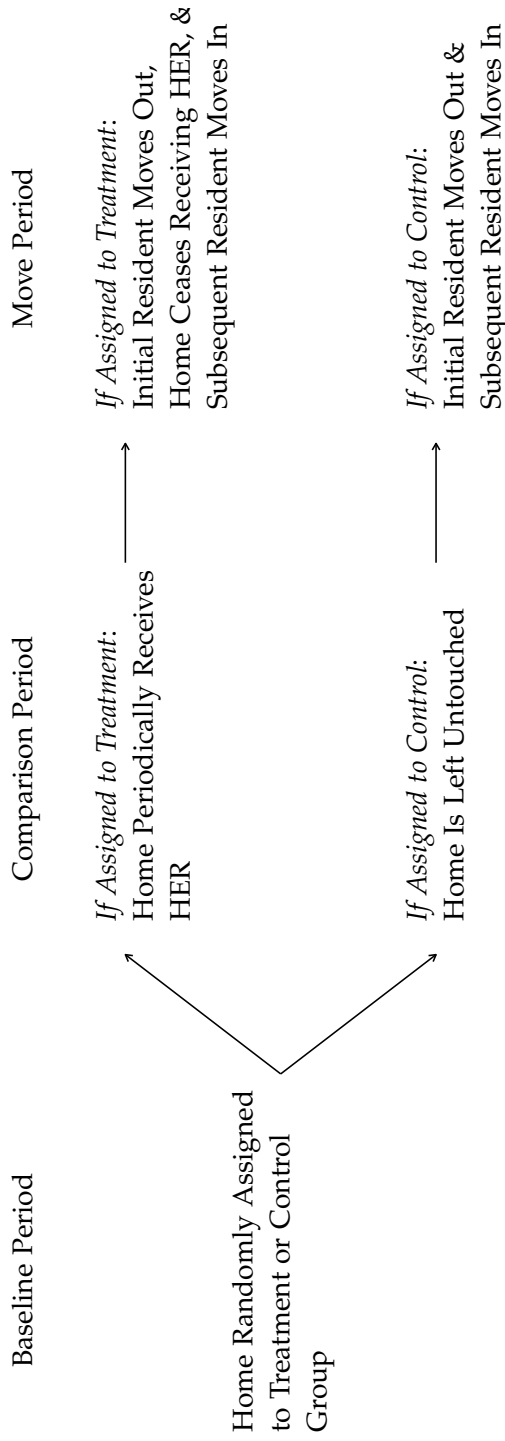 Baseline Period
Comparison Period
Move Period
Home Randomly Assigned
to Treatment or Control
Group
If Assigned to Treatment:
Home Periodically Receives
HER
If Assigned to Treatment:
Initial Resident Moves Out,
Home Ceases Receiving HER, &
Subsequent Resident Moves In
If Assigned to Control:
Home Is Left Untouched
If Assigned to Control:
Initial Resident Moves Out &
Subsequent Resident Moves In